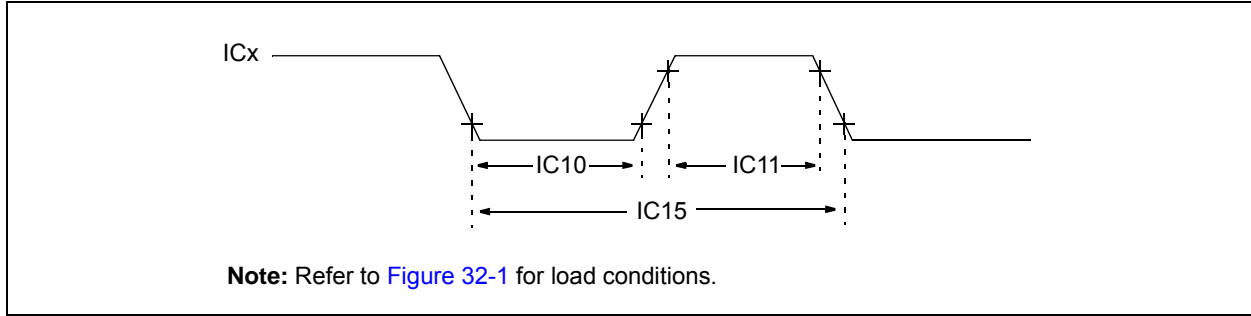 ICx
IC10
IC11
IC15
Note: Refer to Figure 32-1 for load conditions.